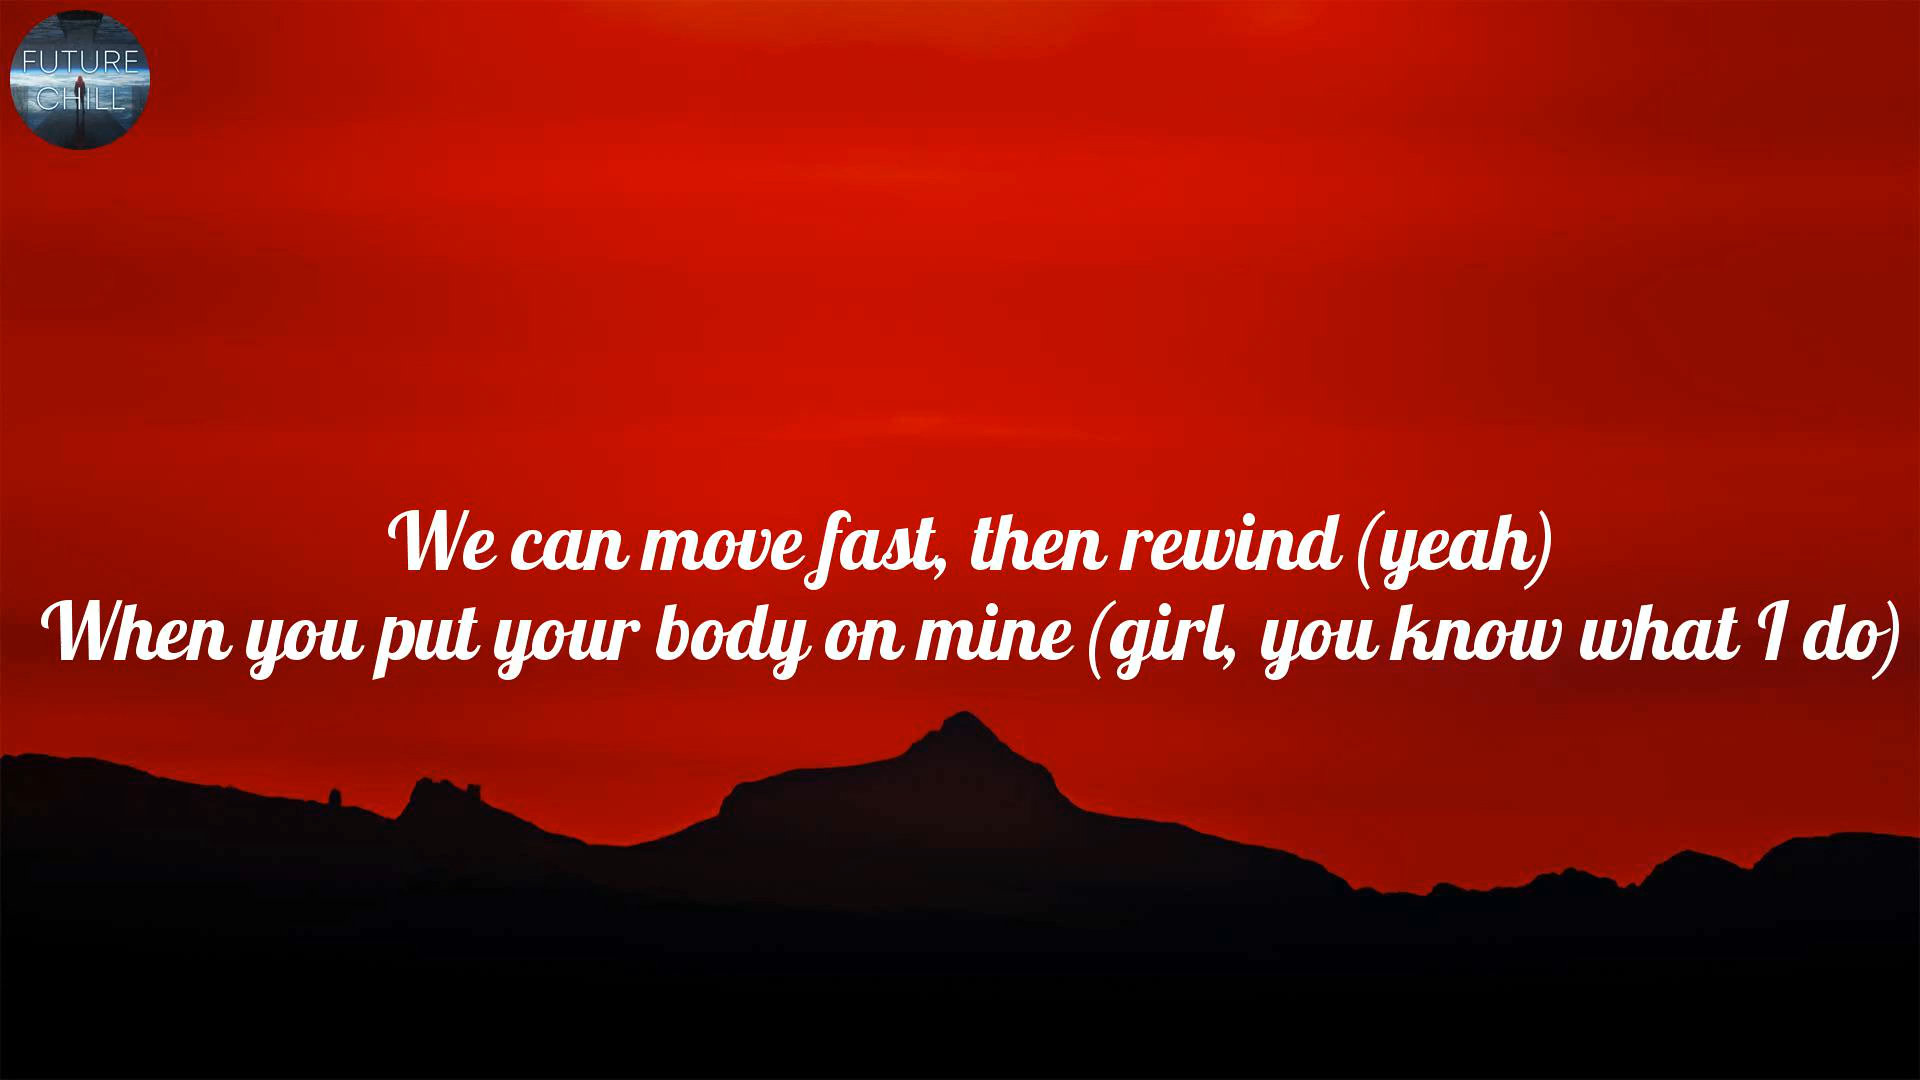 FUTURE
CHILL
We can move fast, then rewind (yeah)
When you put your body on mine (girl, you know what I do)